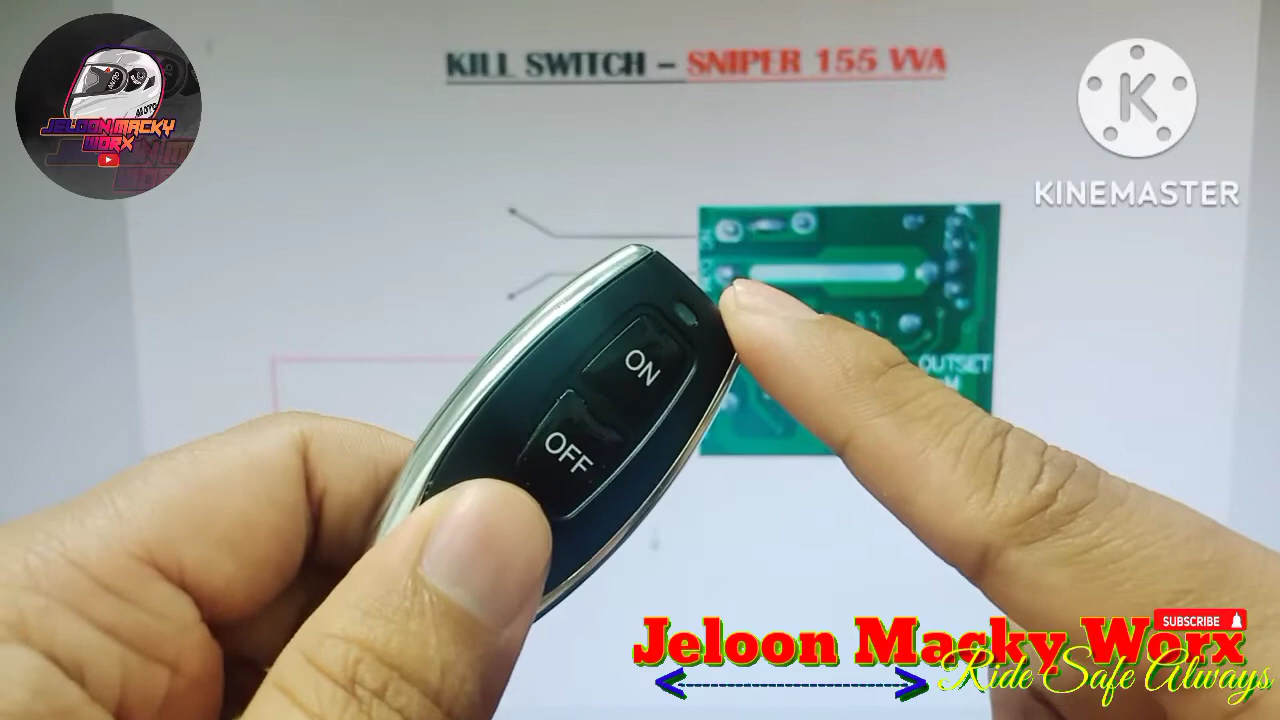 KILL SWITCH – SNIPER 155 VVA
MOTO
JELOON MACKY
WORX
K
KINEMASTER
ON
OFF
OUTSET
SUBSCRIBE
Jeloon Macky Worx
Ride Safe Always